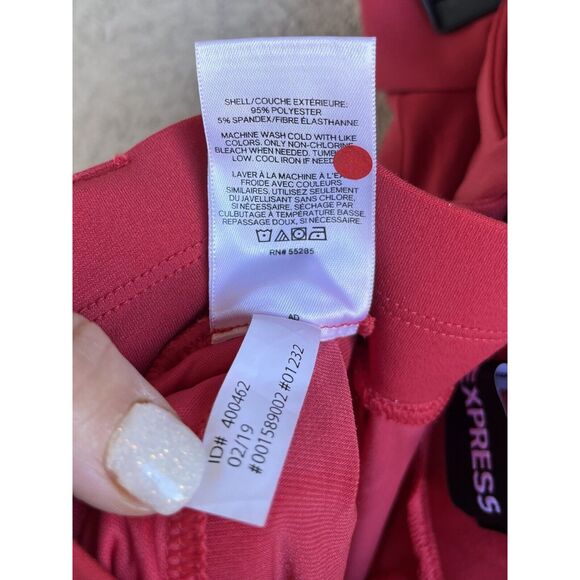 SHELL/COUCHE EXTÉRIEURE:
95% POLYESTER
5% SPANDEX/FIBRE ÉLASTHANNE
MACHINE WASH COLD WITH LIKE
COLORS. ONLY NON-CHLORINE
BLEACH WHEN NEEDED. TUMB
LOW. COOL IRON IF NEED
LAVER À LA MACHINE À L'E
FROIDE AVEC COULEURS
SIMILAIRES. UTILISEZ SEULEMENT
DU JAVELLISANT SANS CHLORE,
SI NÉCESSAIRE. SÉCHAGE PAR
CULBUTAGE À TEMPÉRATURE BASSE.
REPASSAGE DOUX, SI NÉCESSAIRE.
RN# 55285
ID# 400462
02/19
#001589002 #01232
EXPRESS